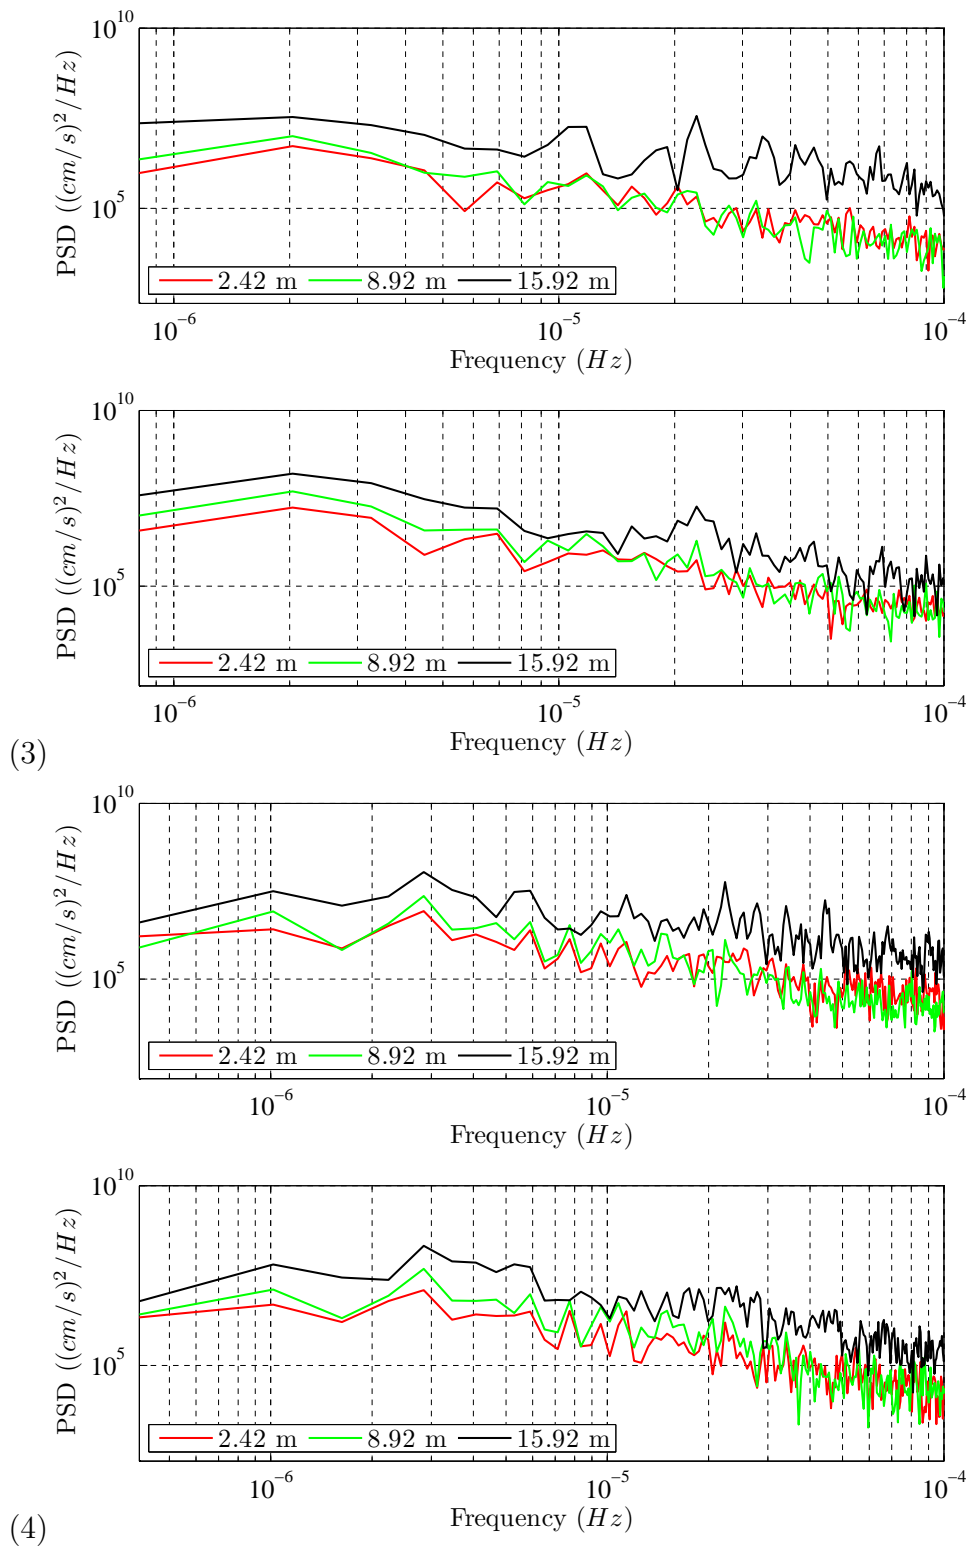 10^10
PSD ((cm/s)^2/Hz)
10^5
2.42 m 8.92 m 15.92 m
10^−6 10^−5 10^−4
Frequency (Hz)
10^10
PSD ((cm/s)^2/Hz)
10^5
2.42 m 8.92 m 15.92 m
10^−6 10^−5 10^−4
Frequency (Hz)
(3)
10^10
PSD ((cm/s)^2/Hz)
10^5
2.42 m 8.92 m 15.92 m
10^−6 10^−5 10^−4
Frequency (Hz)
10^10
PSD ((cm/s)^2/Hz)
10^5
2.42 m 8.92 m 15.92 m
10^−6 10^−5 10^−4
Frequency (Hz)
(4)